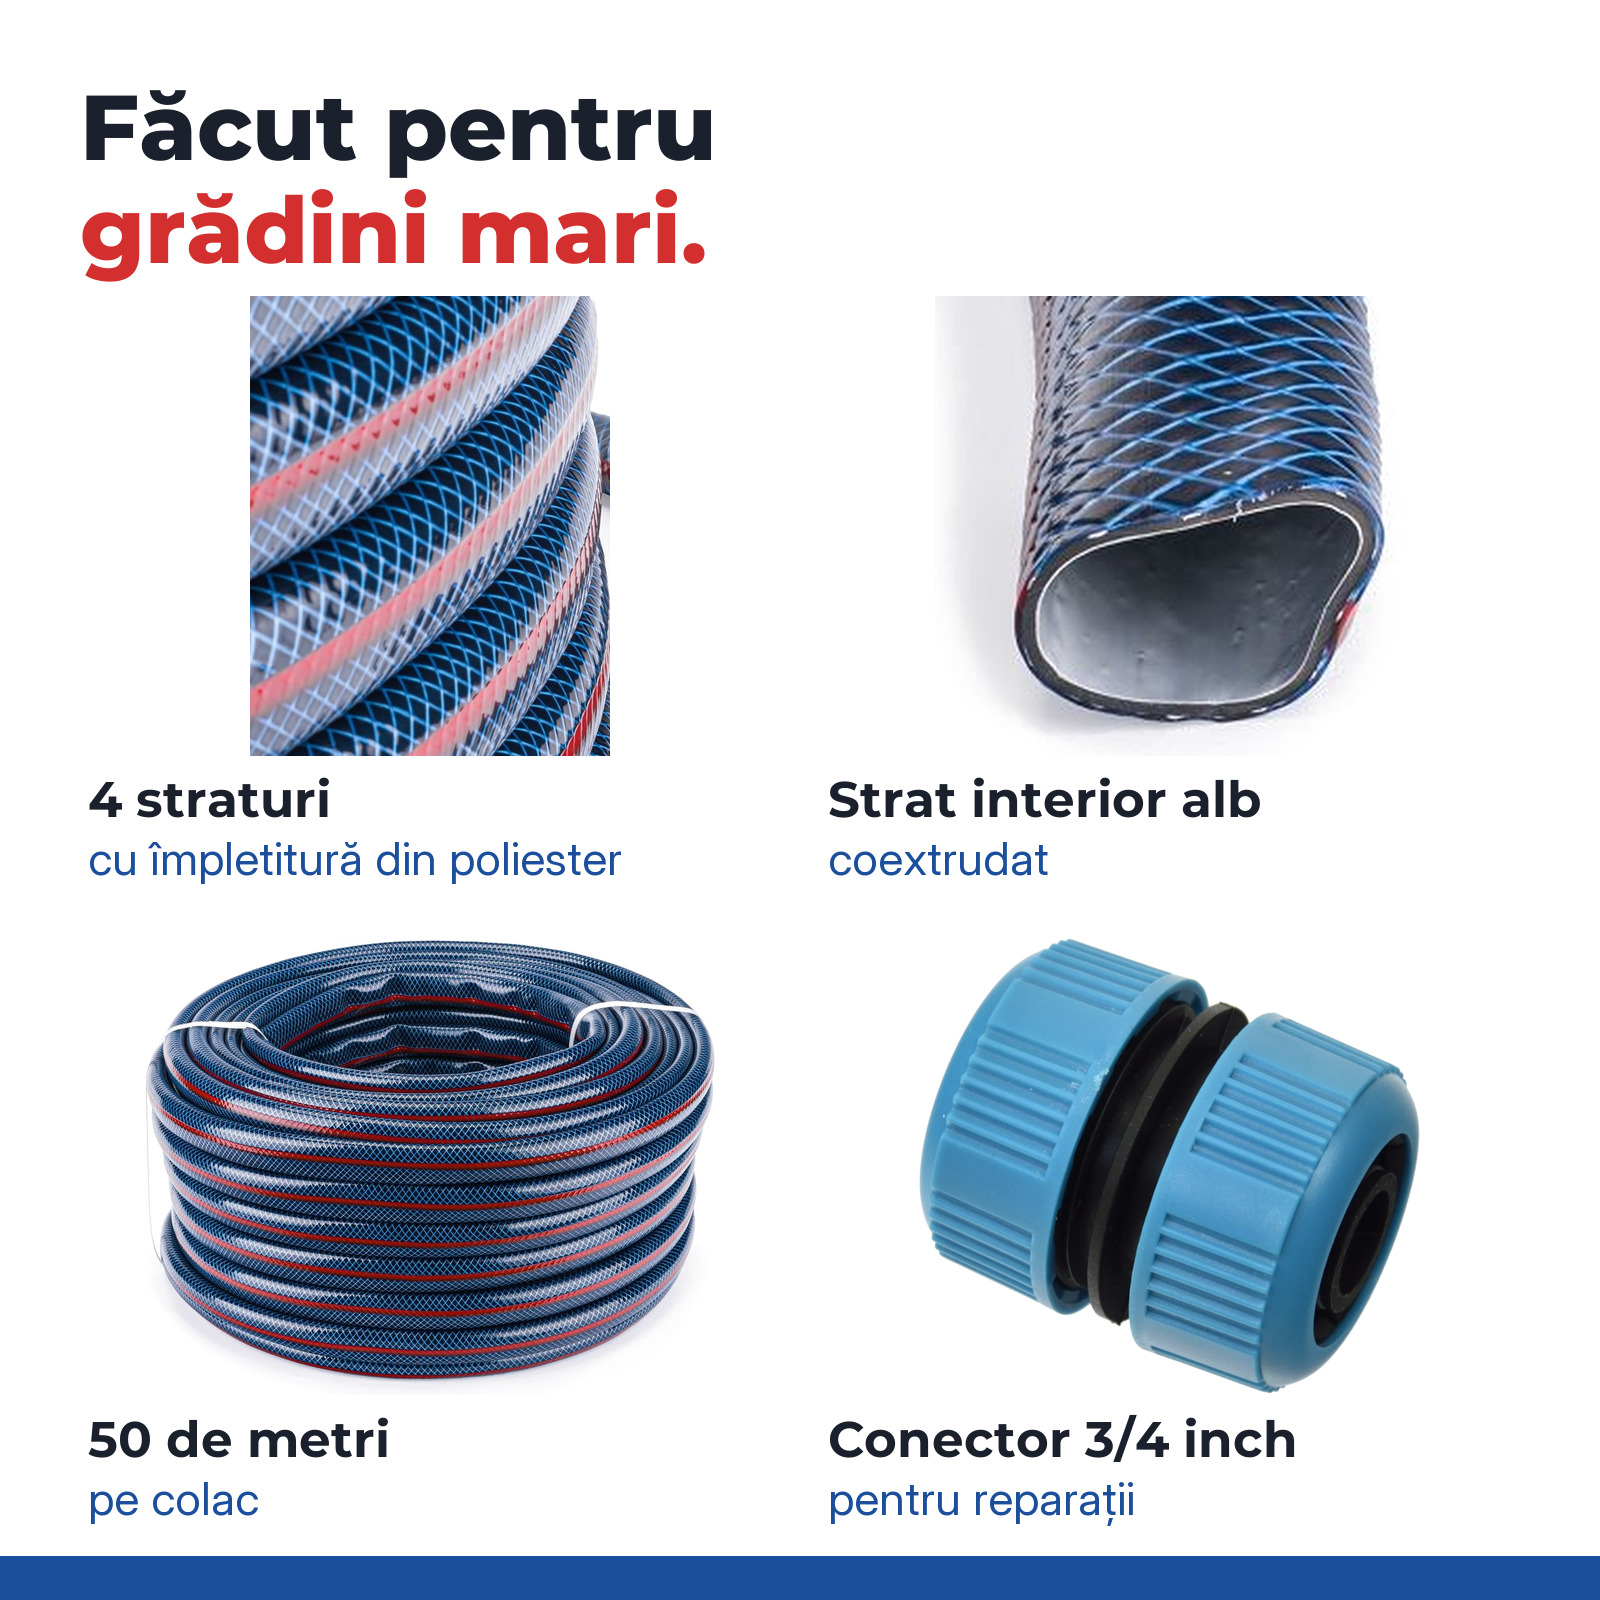 Făcut pentru
grădini mari.
4 straturi
cu împletitură din poliester
Strat interior alb
coextrudat
50 de metri
pe colac
Conector 3/4 inch
pentru reparații